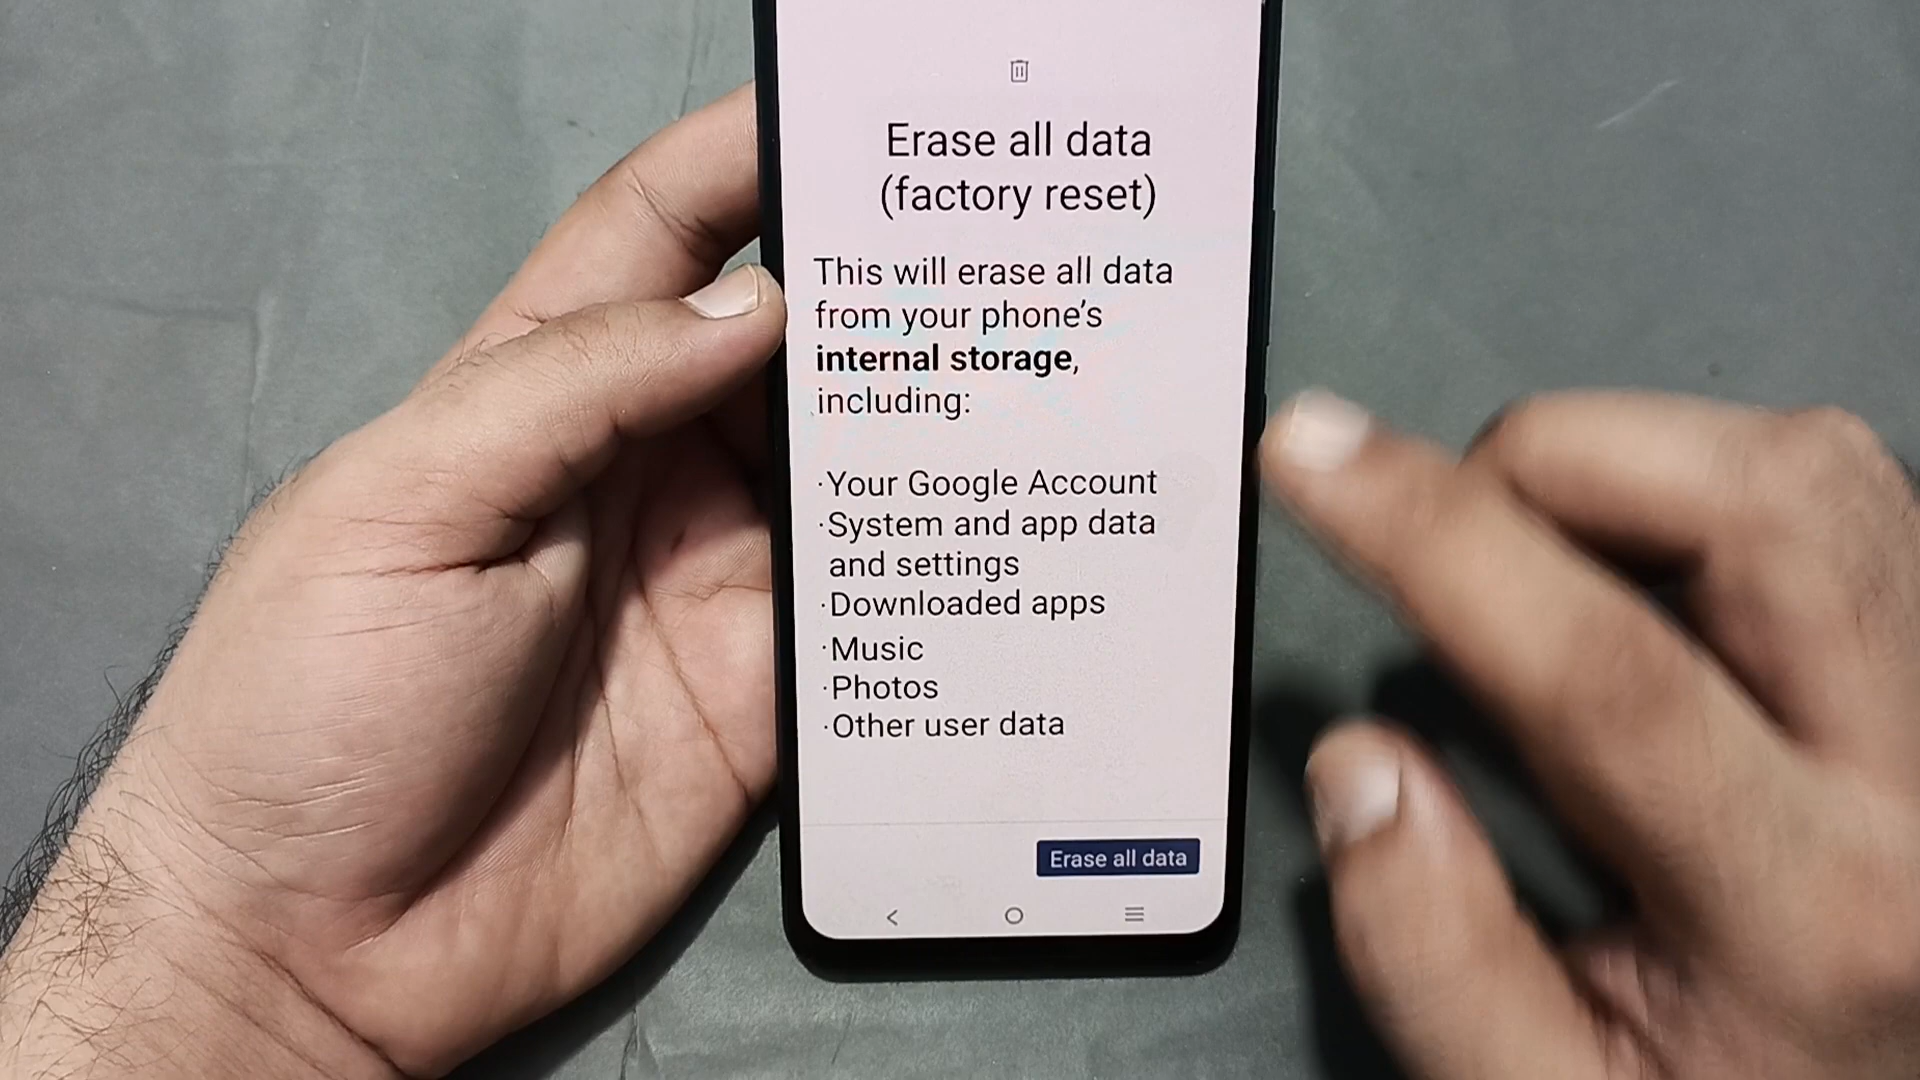 Erase all data
(factory reset)
This will erase all data
from your phone's
internal storage,
including:
·Your Google Account
·System and app data
and settings
·Downloaded apps
·Music
·Photos
·Other user data
Erase all data